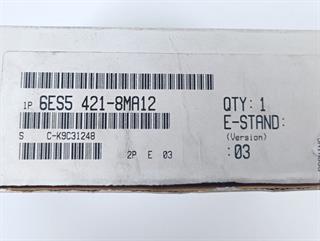 1P 6ES5 421-8MA12
QTY: 1
E-STAND:
(Version)
:03
S C-K9C31248
2P E 03